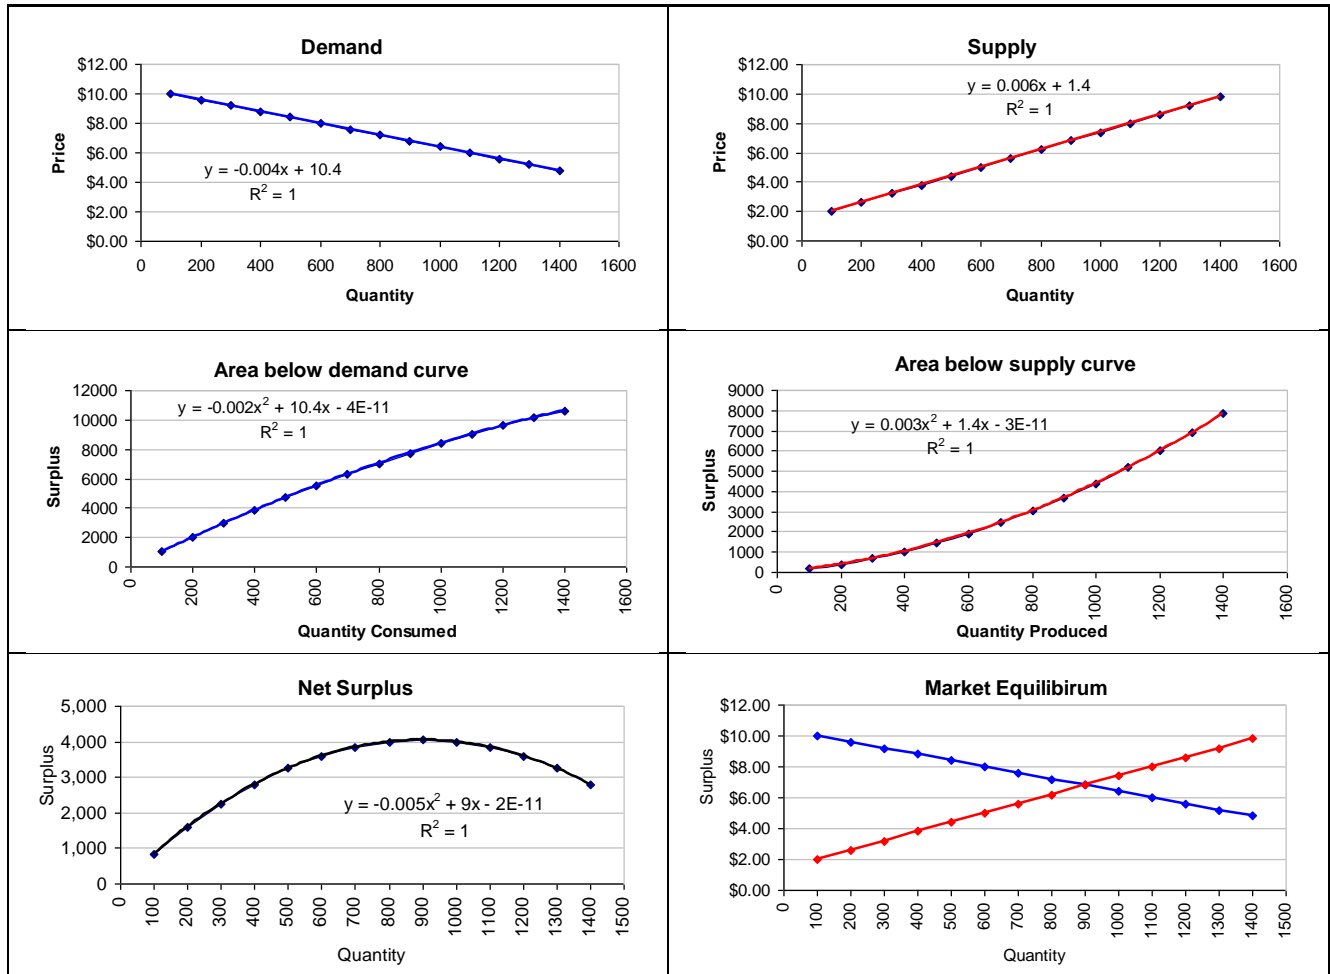 Demand
$12.00
$10.00
$8.00
$6.00
$4.00
$2.00
$0.00
Price
y = -0.004x + 10.4
R² = 1
0 200 400 600 800 1000 1200 1400 1600
Quantity
Supply
$12.00
$10.00
$8.00
$6.00
$4.00
$2.00
$0.00
Price
y = 0.006x + 1.4
R² = 1
0 200 400 600 800 1000 1200 1400 1600
Quantity
Area below demand curve
12000
10000
8000
6000
4000
2000
0
Surplus
y = -0.002x² + 10.4x - 4E-11
R² = 1
0 200 400 600 800 1000 1200 1400 1600
Quantity Consumed
Area below supply curve
9000
8000
7000
6000
5000
4000
3000
2000
1000
0
Surplus
y = 0.003x² + 1.4x - 3E-11
R² = 1
0 200 400 600 800 1000 1200 1400 1600
Quantity Produced
Net Surplus
5,000
4,000
3,000
2,000
1,000
0
Surplus
y = -0.005x² + 9x - 2E-11
R² = 1
0 100 200 300 400 500 600 700 800 900 1000 1100 1200 1300 1400 1500
Quantity
Market Equilibirum
$12.00
$10.00
$8.00
$6.00
$4.00
$2.00
$0.00
Surplus
0 100 200 300 400 500 600 700 800 900 1000 1100 1200 1300 1400 1500
Quantity